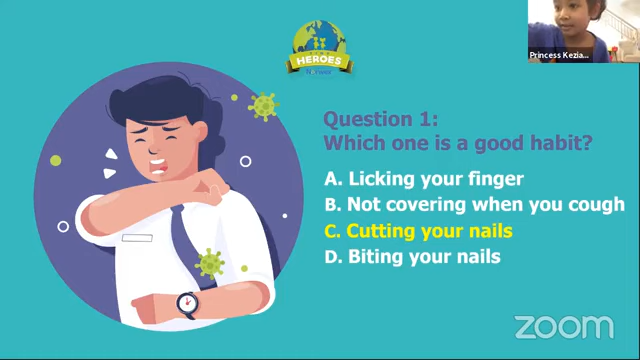 HEROES
Princess Kezia...
Question 1:
Which one is a good habit?
A. Licking your finger
B. Not covering when you cough
C. Cutting your nails
D. Biting your nails
zoom